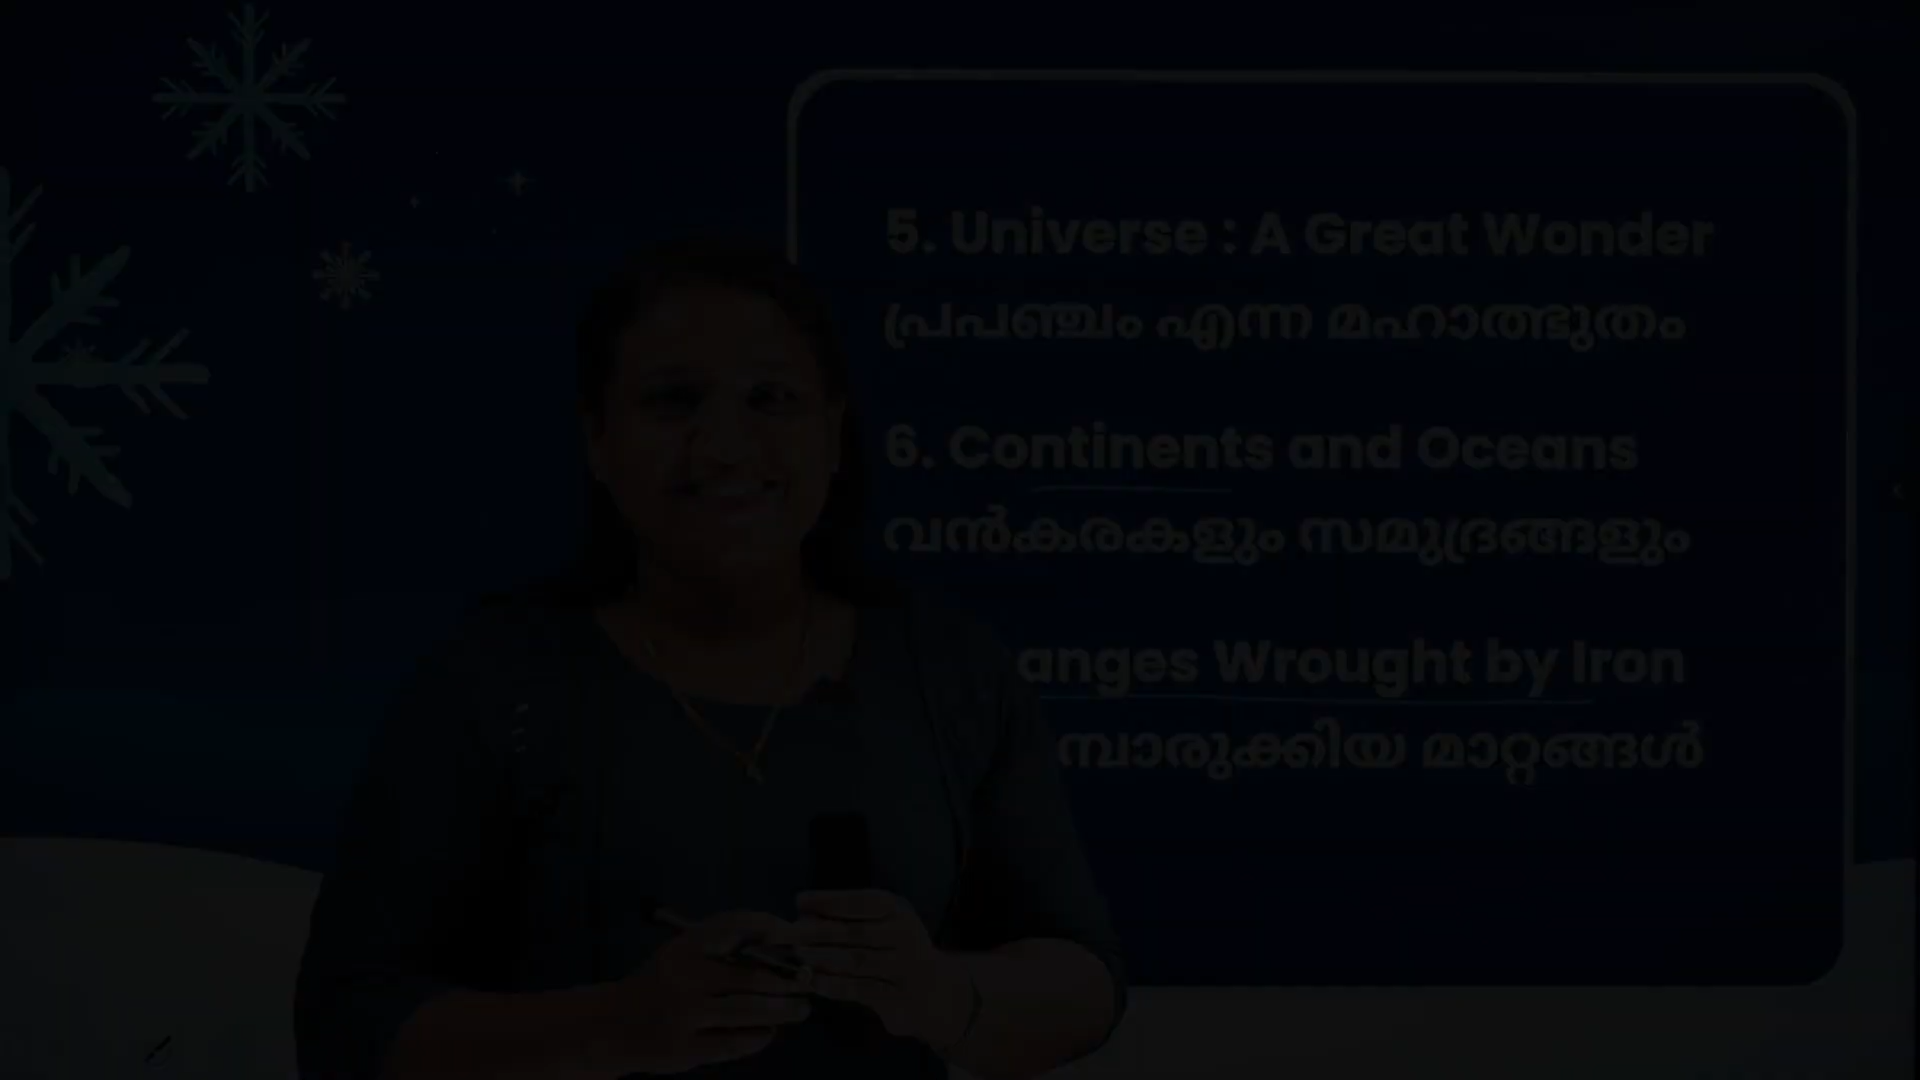 5. Universe : A Great Wonder
പ്രപഞ്ചം എന്ന മഹാത്ഭുതം
6. Continents and Oceans
വൻകരകളും സമുദ്രങ്ങളും
anges Wrought by Iron
മ്പാരുക്കിയ മാറ്റങ്ങൾ